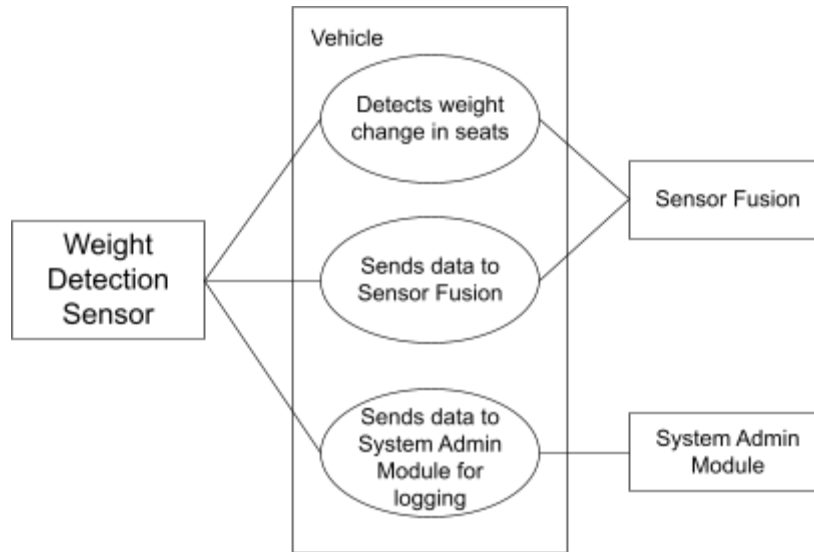 Vehicle
Detects weight
change in seats
Sensor Fusion
Weight
Detection
Sensor
Sends data to
Sensor Fusion
Sends data to
System Admin
Module for
logging
System Admin
Module